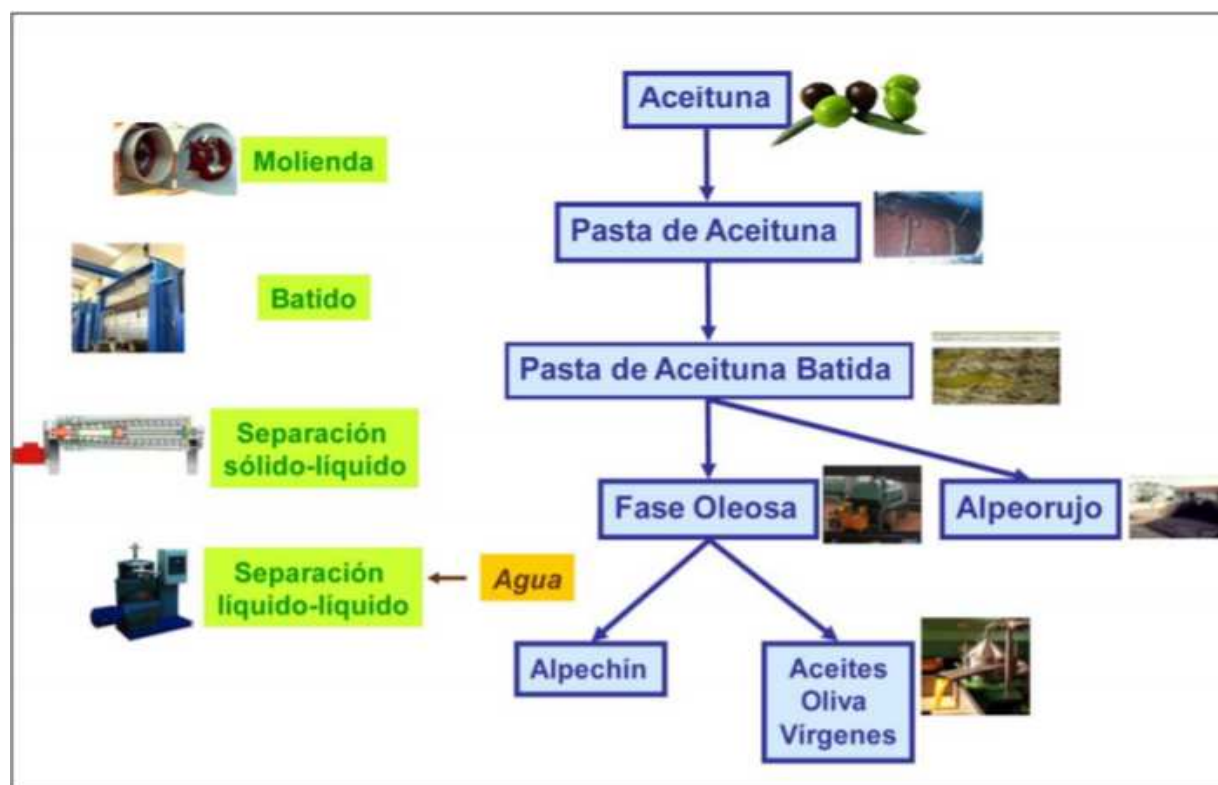 Aceituna
Molienda
Pasta de Aceituna
Batido
Pasta de Aceituna Batida
Separación
sólido-líquido
Fase Oleosa
Alpeorujo
Separación
líquido-líquido
Agua
Alpechín
Aceites
Oliva
Vírgenes